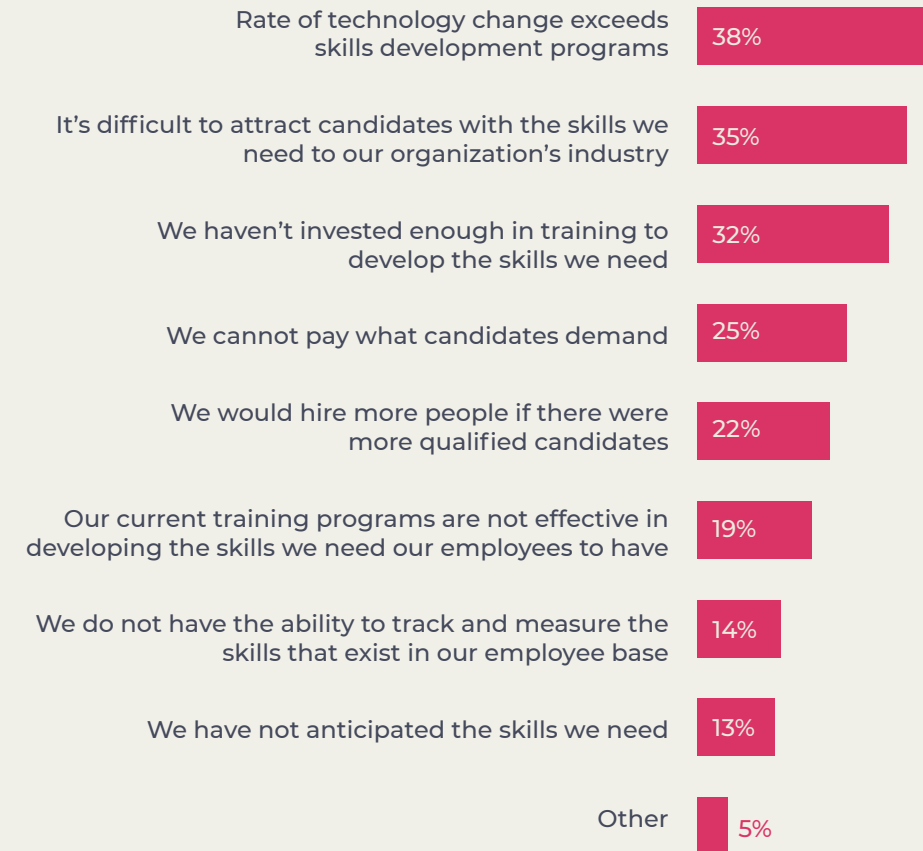 Rate of technology change exceeds
skills development programs
38%
It’s difficult to attract candidates with the skills we
need to our organization’s industry
35%
We haven’t invested enough in training to
develop the skills we need
32%
We cannot pay what candidates demand
25%
We would hire more people if there were
more qualified candidates
22%
Our current training programs are not effective in
developing the skills we need our employees to have
19%
We do not have the ability to track and measure the
skills that exist in our employee base
14%
We have not anticipated the skills we need
13%
Other
5%